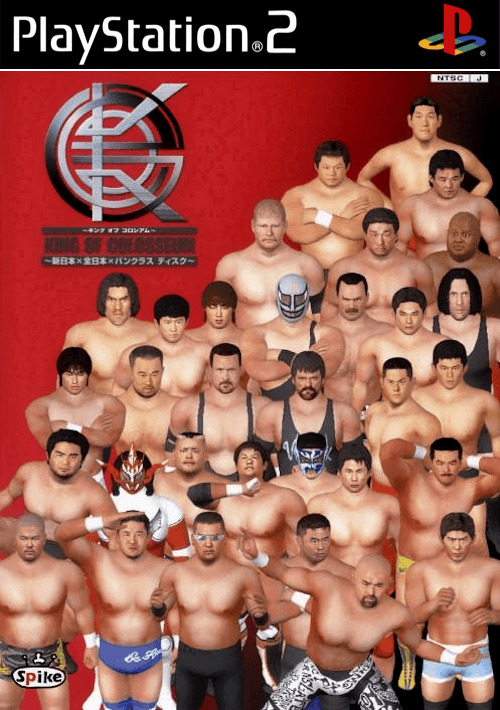 PlayStation®2
®
NTSC J
〜キング オブ コロシアム〜
KING OF COLOSSEUM
〜新日本×全日本×パンクラス ディスク〜
Spike